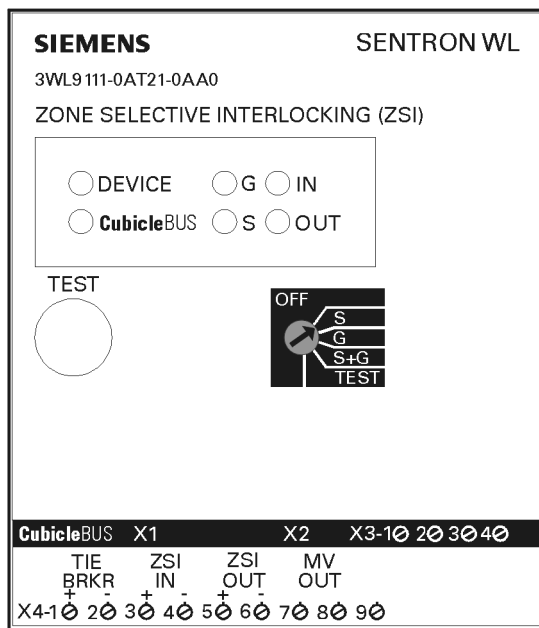 SIEMENS SENTRON WL
3WL9 111-0AT21-0AA0
ZONE SELECTIVE INTERLOCKING (ZSI)
DEVICE G IN
CubicleBUS S OUT
TEST
OFF
S
G
S+G
TEST
CubicleBUS X1 X2 X3-1 2 3 4
TIE ZSI ZSI MV
BRKR IN OUT OUT
+ - + - + -
X4-1 2 3 4 5 6 7 8 9